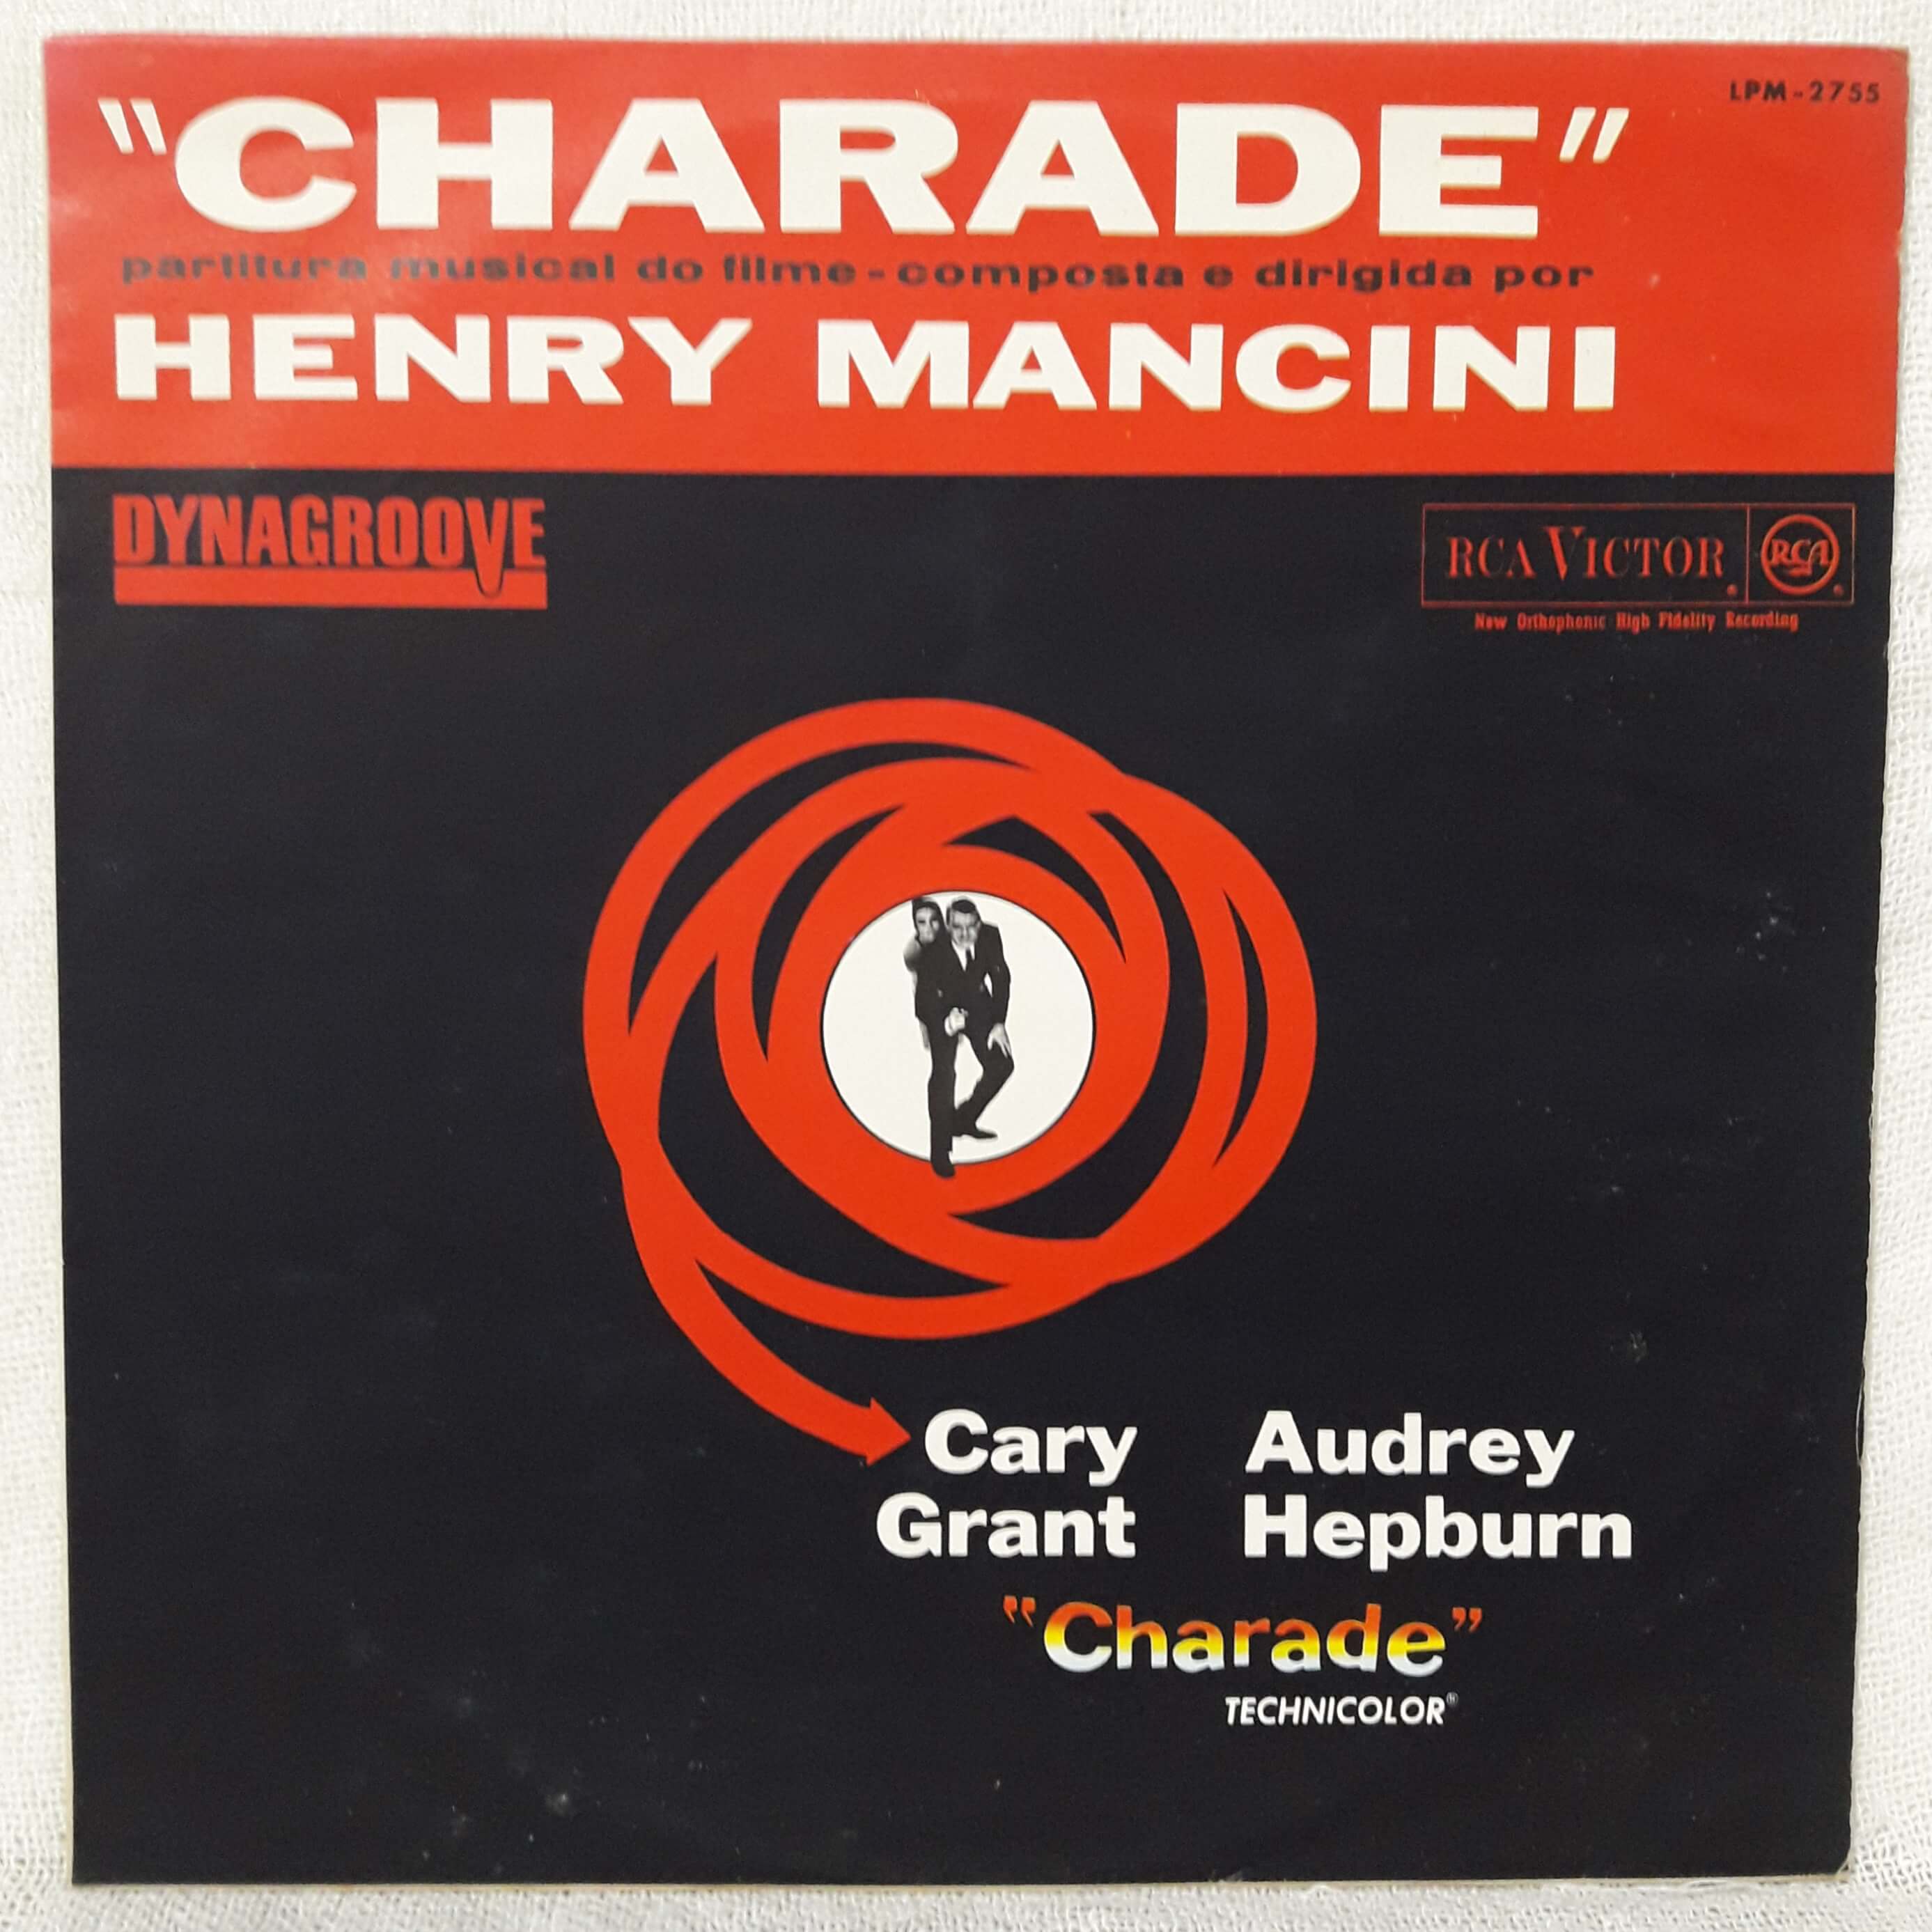 LPM-2755
"CHARADE"
partitura musical do filme - composta e dirigida por
HENRY MANCINI
DYNAGROOVE
RCA VICTOR RCA
New Orthophonic High Fidelity Recording
Cary Audrey
Grant Hepburn
"Charade"
TECHNICOLOR®